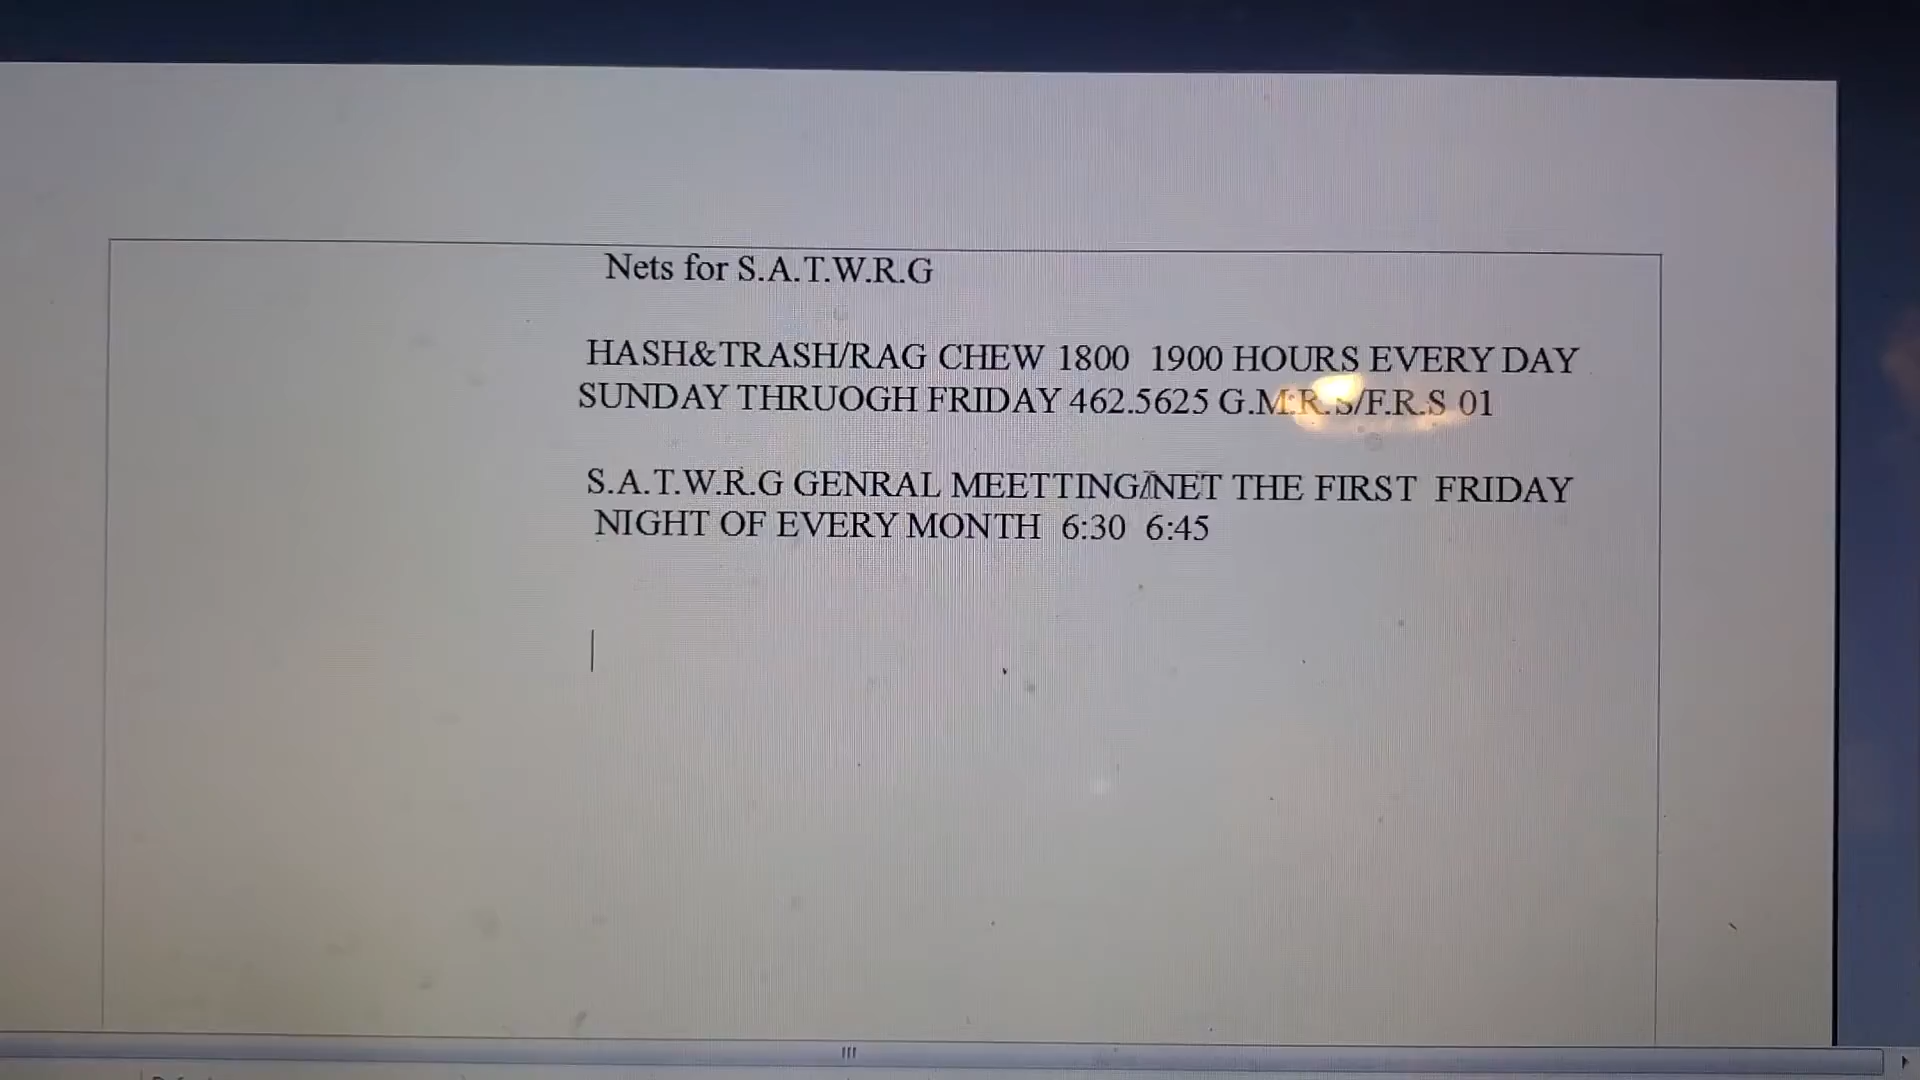 Nets for S.A.T.W.R.G
HASH&TRASH/RAG CHEW 1800 1900 HOURS EVERY DAY
SUNDAY THRUOGH FRIDAY 462.5625 G.M.R.S/F.R.S 01
S.A.T.W.R.G GENRAL MEETTING/NET THE FIRST FRIDAY
NIGHT OF EVERY MONTH 6:30 6:45